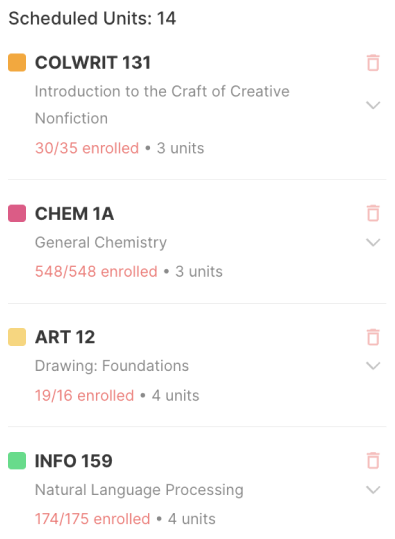 Scheduled Units: 14
COLWRIT 131
Introduction to the Craft of Creative
Nonfiction
30/35 enrolled • 3 units
CHEM 1A
General Chemistry
548/548 enrolled • 3 units
ART 12
Drawing: Foundations
19/16 enrolled • 4 units
INFO 159
Natural Language Processing
174/175 enrolled • 4 units